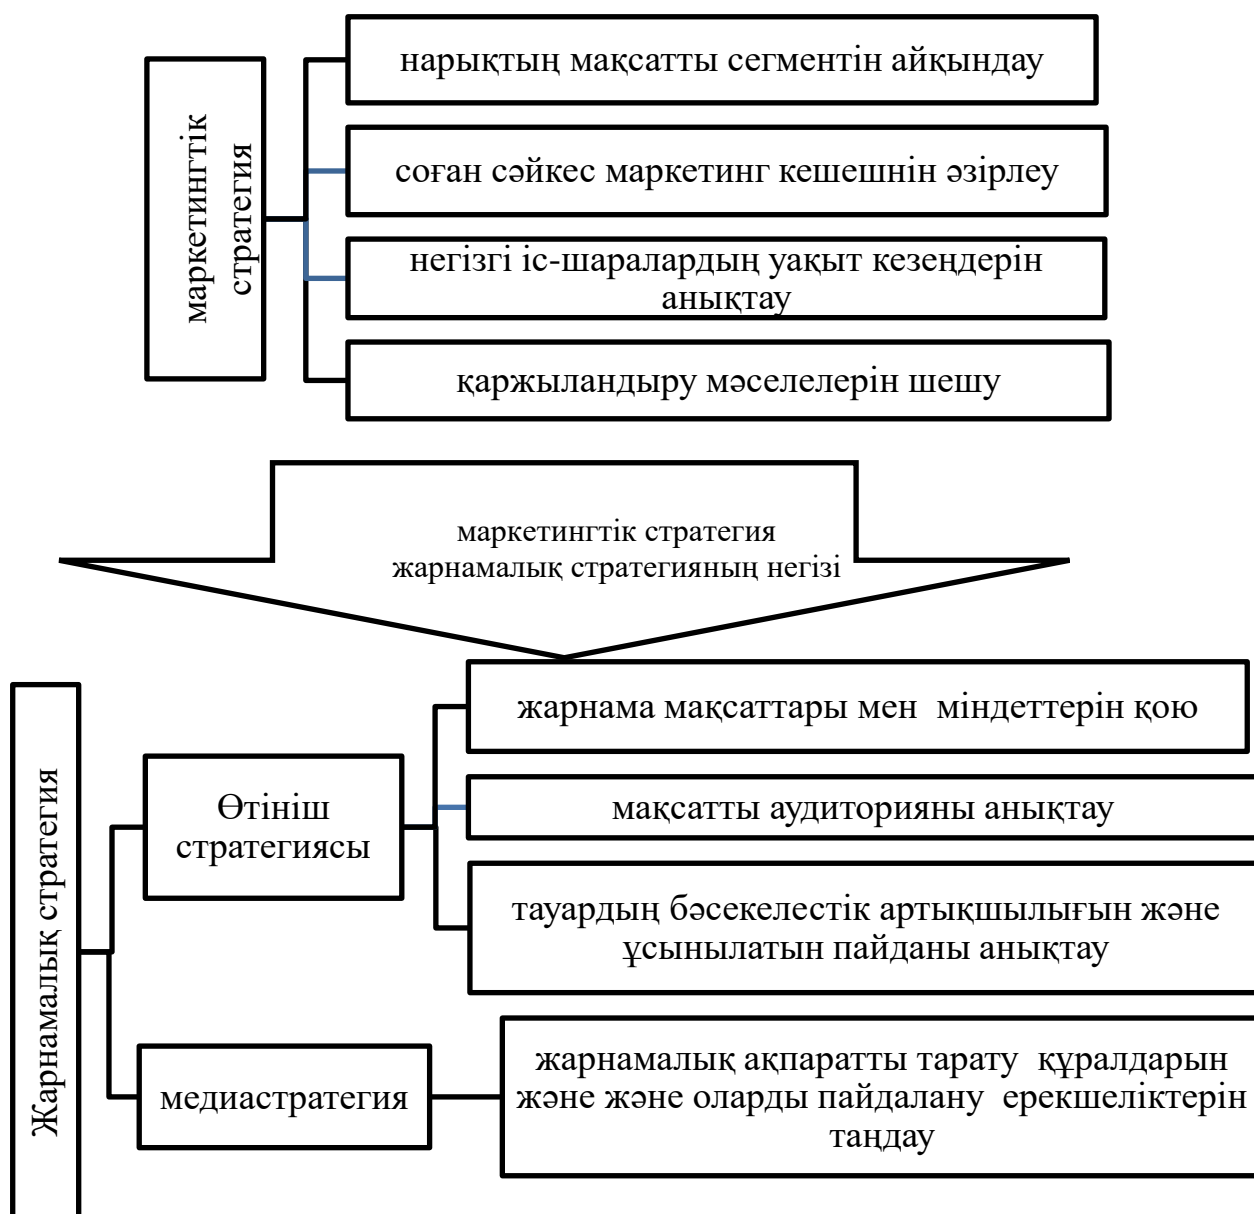 маркетингтік
стратегия
нарықтың мақсатты сегментін айқындау
соған сәйкес маркетинг кешешнін әзірлеу
негізгі іс-шаралардың уақыт кезеңдерін
анықтау
қаржыландыру мәселелерін шешу
маркетингтік стратегия
жарнамалық стратегияның негізі
Жарнамалық стратегия
Өтініш
стратегиясы
жарнама мақсаттары мен  міндеттерін қою
мақсатты аудиторияны анықтау
тауардың бәсекелестік артықшылығын және
ұсынылатын пайданы анықтау
медиастратегия
жарнамалық ақпаратты тарату  құралдарын
және және оларды пайдалану  ерекшеліктерін
таңдау